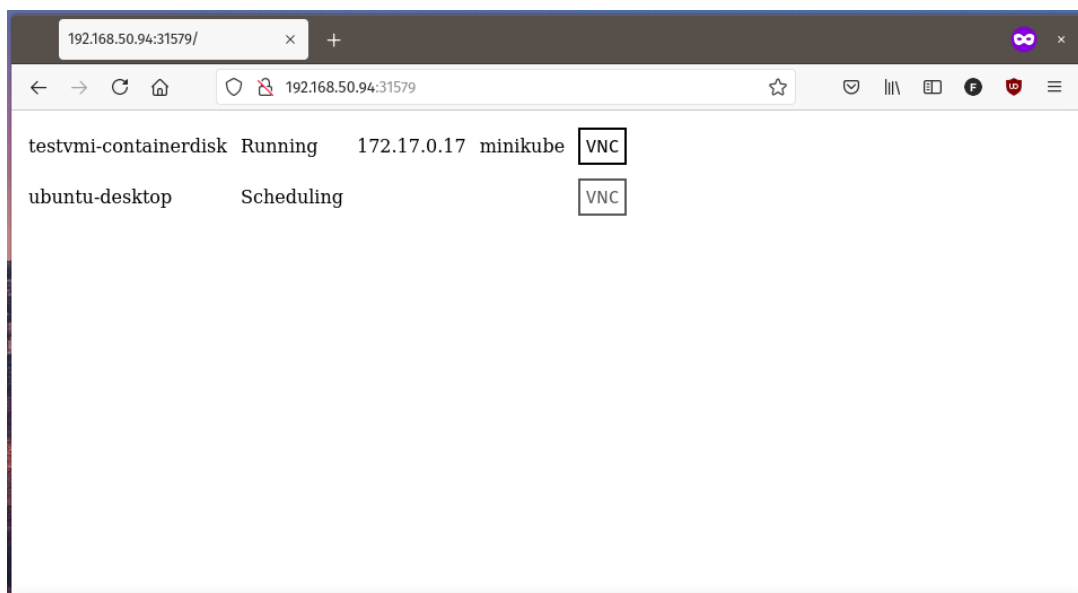 192.168.50.94:31579/
192.168.50.94:31579
testvmi-containerdisk Running 172.17.0.17 minikube VNC
ubuntu-desktop Scheduling VNC